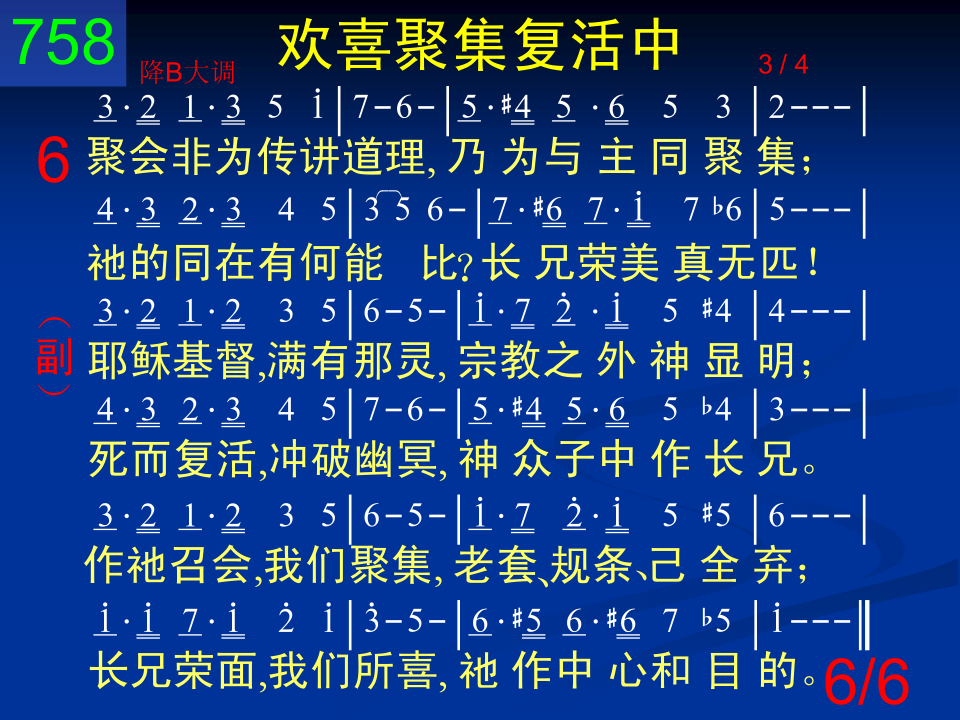 758
欢喜聚集复活中
降B大调
3 / 4
3·2 1·3 5 i̇|7-6-|5·♯4 5·6 5 3|2---|
6
聚会非为传讲道理, 乃为与主同聚集;
4·3 2·3 4 5|3 5 6-|7·♯6 7·i̇ 7 ♭6|5---|
祂的同在有何能比? 长兄荣美真无匹!
3·2 1·2 3 5|6-5-|i̇·7 2̇·i̇ 5 ♯4|4---|
(副)
耶稣基督,满有那灵, 宗教之外神显明;
4·3 2·3 4 5|7-6-|5·♯4 5·6 5 ♭4|3---|
死而复活,冲破幽冥, 神众子中作长兄。
3·2 1·2 3 5|6-5-|i̇·7 2̇·i̇ 5 ♯5|6---|
作祂召会,我们聚集, 老套、规条、己全弃;
i̇·i̇ 7·i̇ 2̇ i̇|3̇-5-|6·♯5 6·♯6 7 ♭5|i̇---‖
长兄荣面,我们所喜, 祂作中心和目的。
6/6